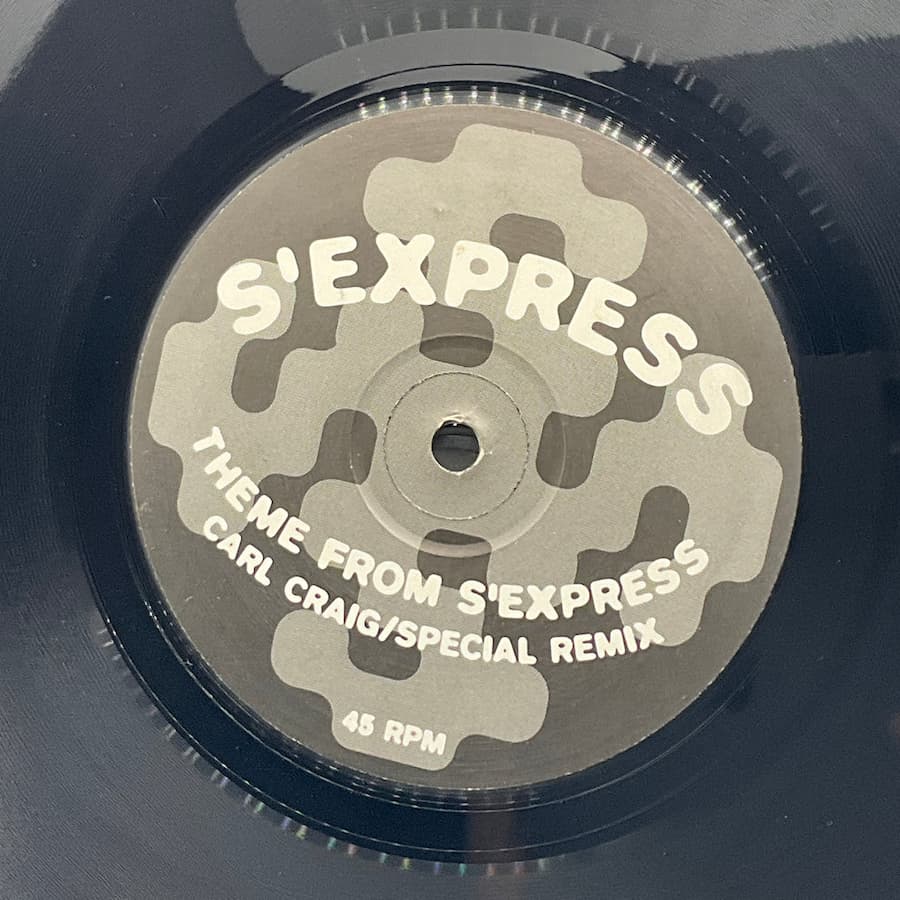 S'EXPRESS
THEME FROM S'EXPRESS
CARL CRAIG/SPECIAL REMIX
45 RPM